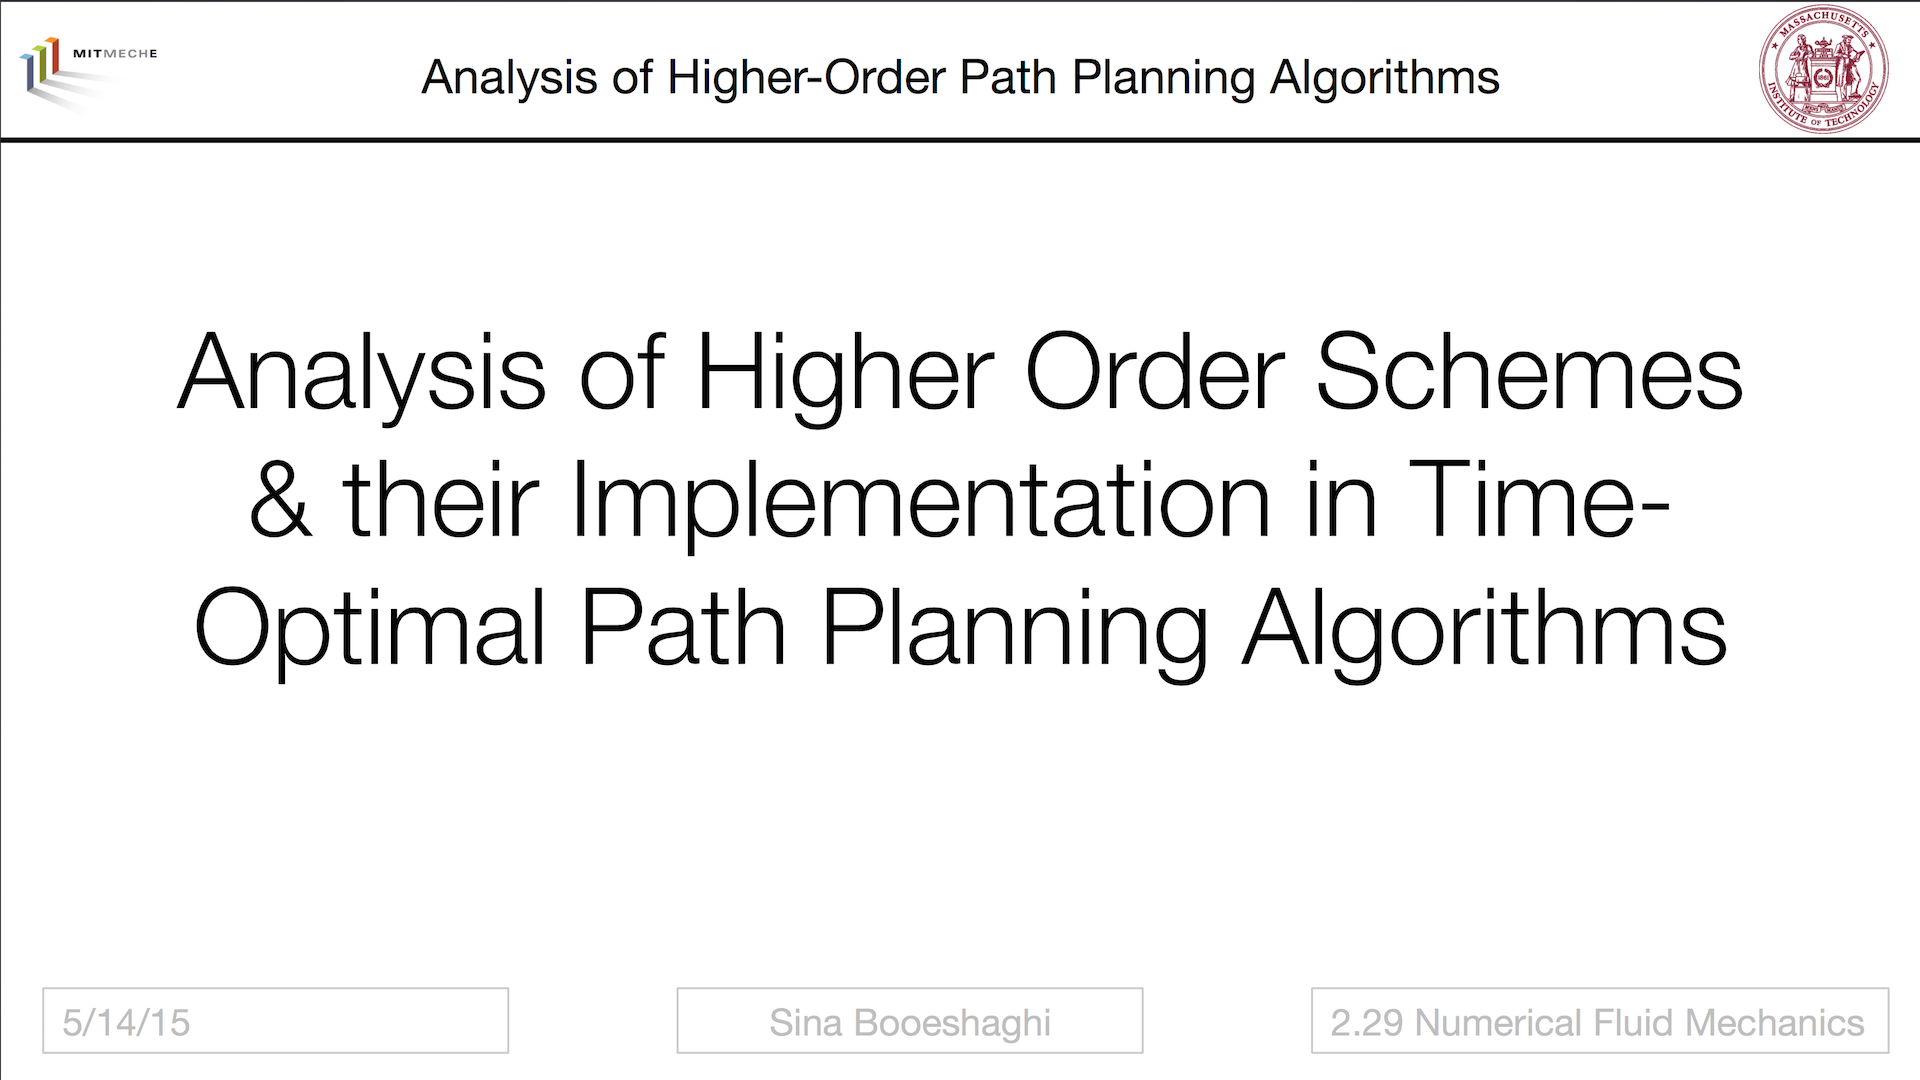 MITMECHE
Analysis of Higher-Order Path Planning Algorithms
MASSACHUSETTS
INSTITUTE OF TECHNOLOGY
1861
Analysis of Higher Order Schemes
& their Implementation in Time-
Optimal Path Planning Algorithms
5/14/15
Sina Booeshaghi
2.29 Numerical Fluid Mechanics